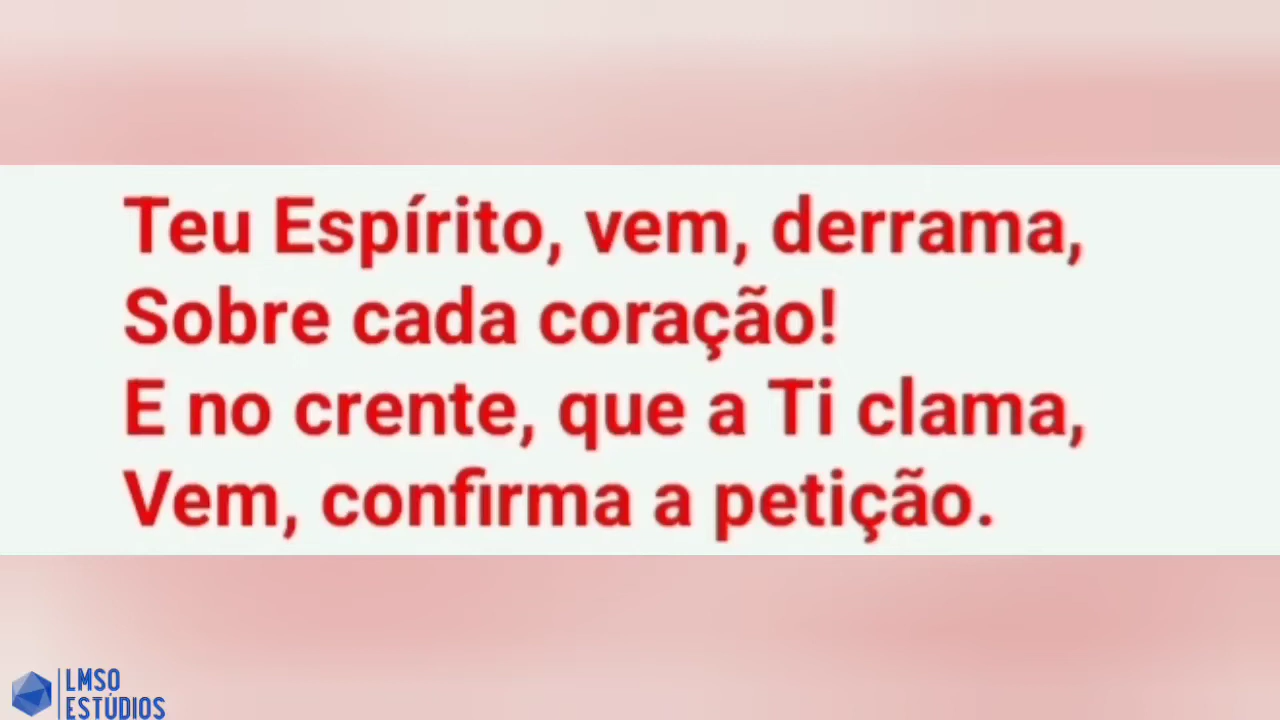 Teu Espírito, vem, derrama,
Sobre cada coração!
E no crente, que a Ti clama,
Vem, confirma a petição.
LMSO
ESTÚDIOS